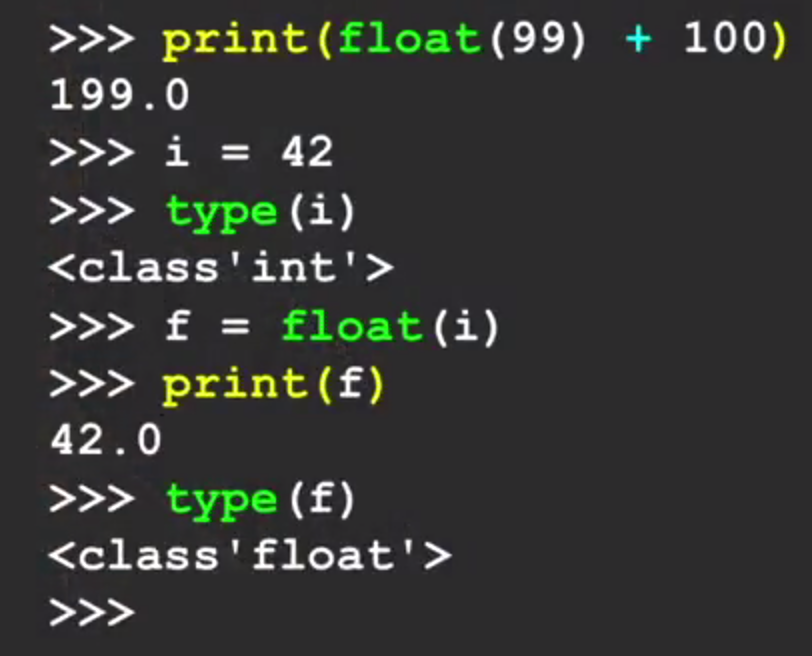 >>> print(float(99) + 100)
199.0
>>> i = 42
>>> type(i)
<class'int'>
>>> f = float(i)
>>> print(f)
42.0
>>> type(f)
<class'float'>
>>>